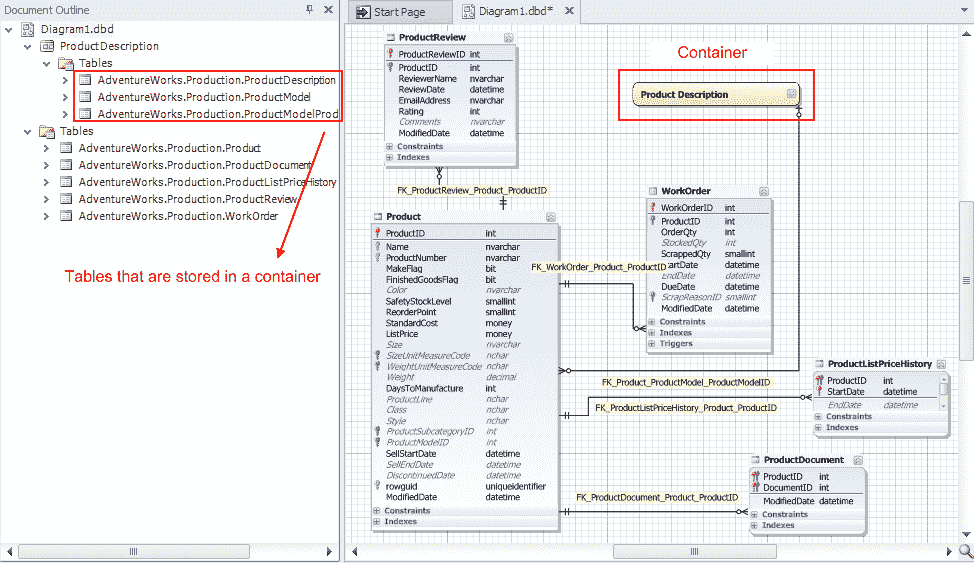 Document Outline
Diagram1.dbd
ProductDescription
Tables
AdventureWorks.Production.ProductDescription
AdventureWorks.Production.ProductModel
AdventureWorks.Production.ProductModelProd
Tables
AdventureWorks.Production.Product
AdventureWorks.Production.ProductDocument
AdventureWorks.Production.ProductListPriceHistory
AdventureWorks.Production.ProductReview
AdventureWorks.Production.WorkOrder
Tables that are stored in a container
Start Page
Diagram1.dbd*
ProductReview
ProductReviewID int
ProductID int
ReviewerName nvarchar
ReviewDate datetime
EmailAddress nvarchar
Rating int
Comments nvarchar
ModifiedDate datetime
Constraints
Indexes
Container
Product Description
FK_ProductReview_Product_ProductID
WorkOrder
WorkOrderID int
ProductID int
OrderQty int
StockedQty int
ScrappedQty smallint
StartDate datetime
EndDate datetime
DueDate datetime
ScrapReasonID smallint
ModifiedDate datetime
Constraints
Indexes
Triggers
FK_WorkOrder_Product_ProductID
Product
ProductID int
Name nvarchar
ProductNumber nvarchar
MakeFlag bit
FinishedGoodsFlag bit
Color nvarchar
SafetyStockLevel smallint
ReorderPoint smallint
StandardCost money
ListPrice money
Size nvarchar
SizeUnitMeasureCode nchar
WeightUnitMeasureCode nchar
Weight decimal
DaysToManufacture int
ProductLine nchar
Class nchar
Style nchar
ProductSubcategoryID int
ProductModelID int
SellStartDate datetime
SellEndDate datetime
DiscontinuedDate datetime
rowguid uniqueidentifier
ModifiedDate datetime
Constraints
Indexes
FK_Product_ProductModel_ProductModelID
FK_ProductListPriceHistory_Product_ProductID
ProductListPriceHistory
ProductID int
StartDate datetime
EndDate datetime
Constraints
Indexes
FK_ProductDocument_Product_ProductID
ProductDocument
ProductID int
DocumentID int
ModifiedDate datetime
Constraints
Indexes